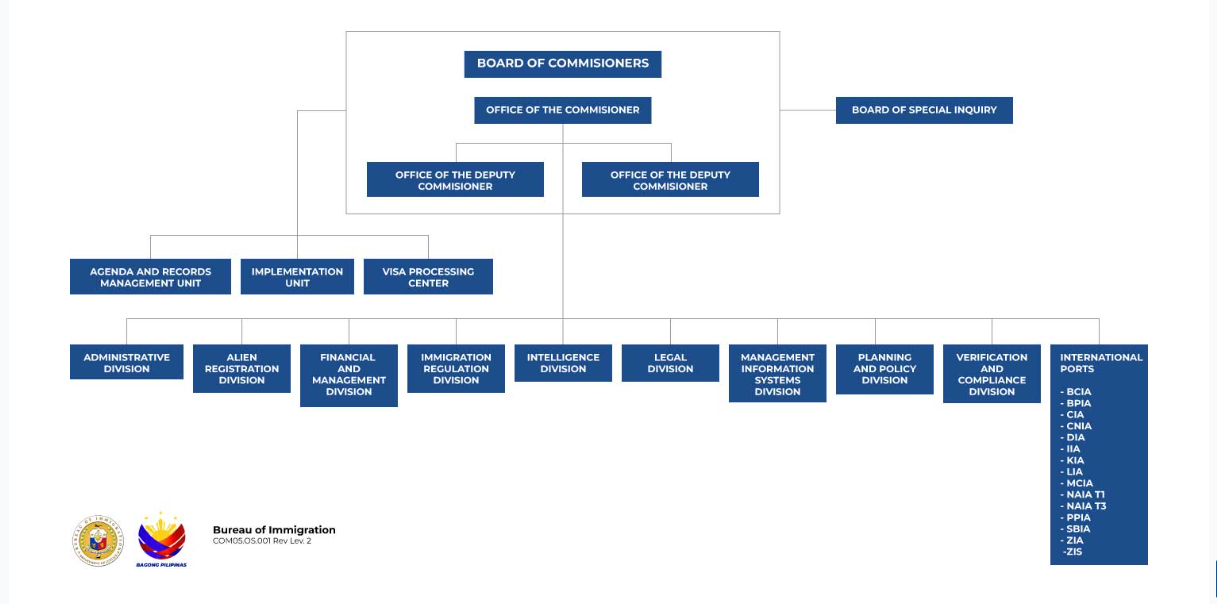 BOARD OF COMMISIONERS
OFFICE OF THE COMMISIONER
BOARD OF SPECIAL INQUIRY
OFFICE OF THE DEPUTY
COMMISIONER
OFFICE OF THE DEPUTY
COMMISIONER
AGENDA AND RECORDS
MANAGEMENT UNIT
IMPLEMENTATION
UNIT
VISA PROCESSING
CENTER
ADMINISTRATIVE
DIVISION
ALIEN
REGISTRATION
DIVISION
FINANCIAL
AND
MANAGEMENT
DIVISION
IMMIGRATION
REGULATION
DIVISION
INTELLIGENCE
DIVISION
LEGAL
DIVISION
MANAGEMENT
INFORMATION
SYSTEMS
DIVISION
PLANNING
AND POLICY
DIVISION
VERIFICATION
AND
COMPLIANCE
DIVISION
INTERNATIONAL
PORTS
- BCIA
- BPIA
- CIA
- CNIA
- DIA
- IIA
- KIA
- LIA
- MCIA
- NAIA T1
- NAIA T3
- PPIA
- SBIA
- ZIA
-ZIS
BAGONG PILIPINAS
Bureau of Immigration
COM05.OS.001 Rev Lev. 2